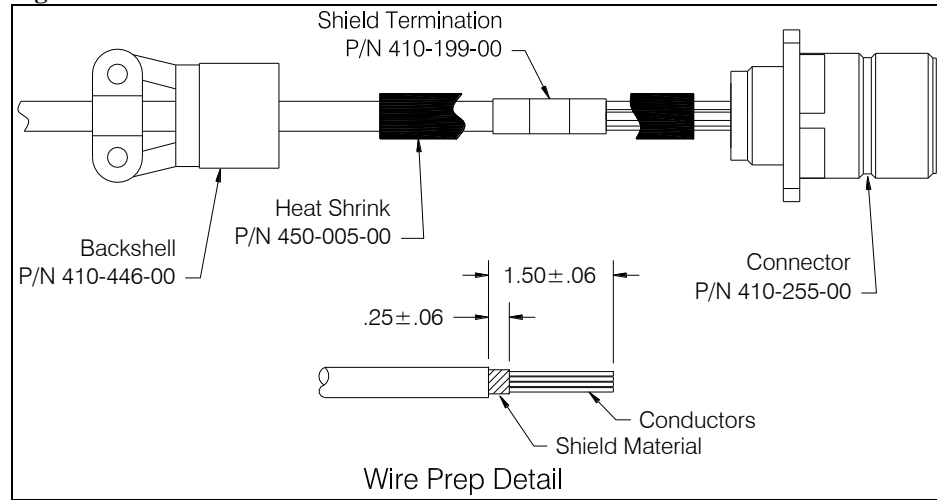 Shield Termination
P/N 410-199-00
Heat Shrink
P/N 450-005-00
Backshell
P/N 410-446-00
Connector
P/N 410-255-00
1.50±.06
.25±.06
Conductors
Shield Material
Wire Prep Detail